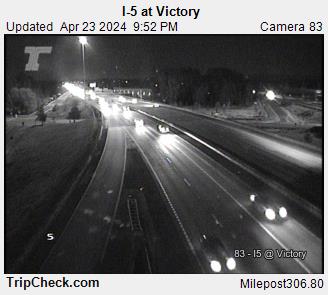 I-5 at Victory
Updated Apr 23 2024 9:52 PM Camera 83
T
S
83 - I5 @ Victory
TripCheck.com Milepost306.80